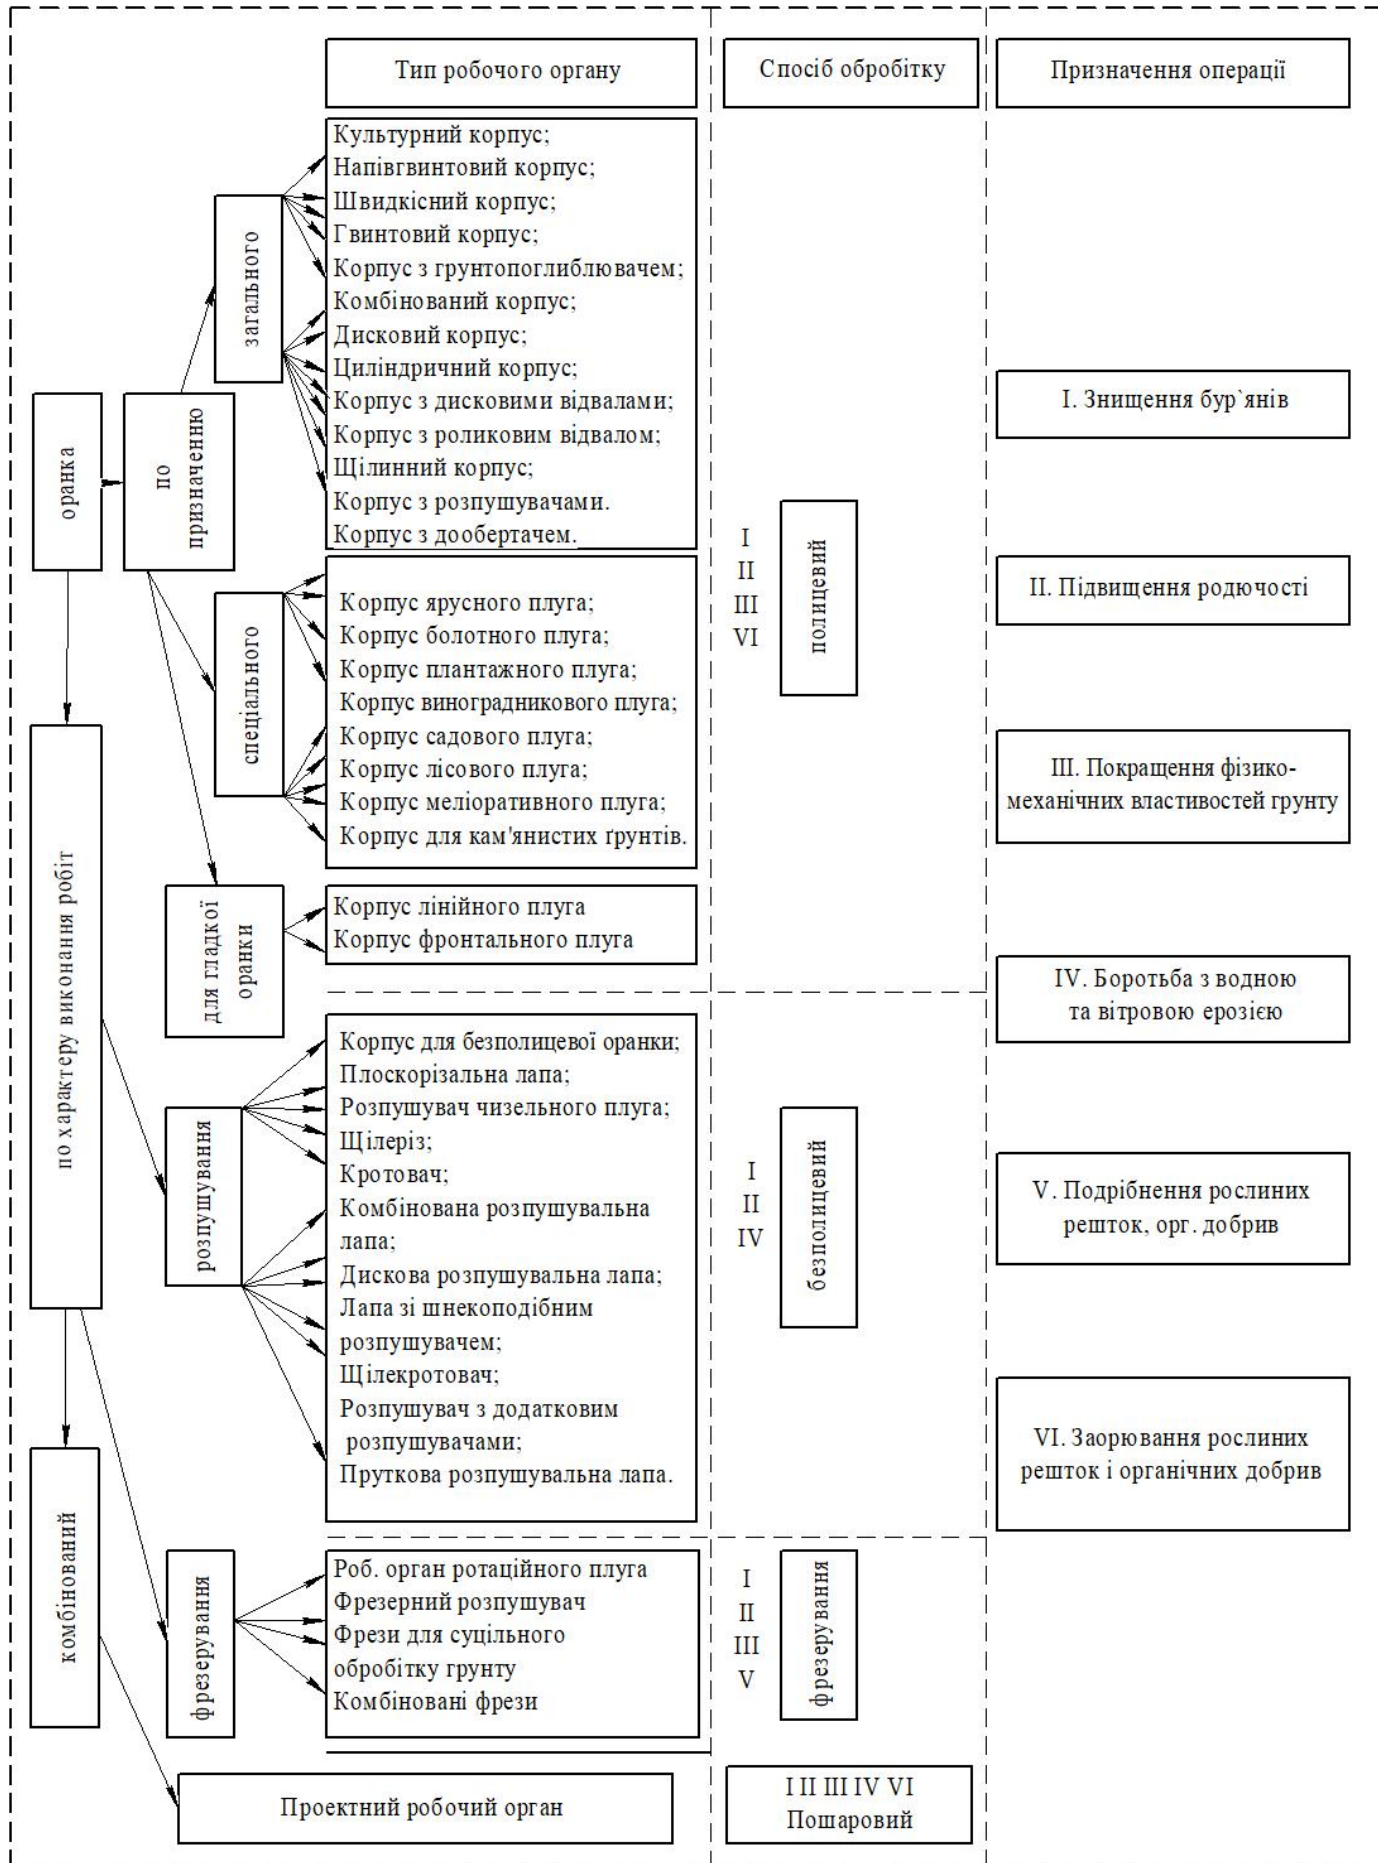 Тип робочого органу
Спосіб обробітку
Призначення операції
оранка
по
призначенню
загального
Культурний корпус;
Напівгвинтовий корпус;
Швидкісний корпус;
Гвинтовий корпус;
Корпус з грунтопоглиблювачем;
Комбінований корпус;
Дисковий корпус;
Циліндричний корпус;
Корпус з дисковими відвалами;
Корпус з роликовим відвалом;
Щілинний корпус;
Корпус з розпушувачами.
Корпус з дообертачем.
спеціального
Корпус ярусного плуга;
Корпус болотного плуга;
Корпус плантажного плуга;
Корпус виноградникового плуга;
Корпус садового плуга;
Корпус лісового плуга;
Корпус меліоративного плуга;
Корпус для кам'янистих ґрунтів.
для гладкої
оранки
Корпус лінійного плуга
Корпус фронтального плуга
I
II
III
VI
полицевий
по характеру виконання робіт
розпушування
Корпус для безполицевої оранки;
Плоскорізальна лапа;
Розпушувач чизельного плуга;
Щілеріз;
Кротовач;
Комбінована розпушувальна
лапа;
Дискова розпушувальна лапа;
Лапа зі шнекоподібним
розпушувачем;
Щілекротовач;
Розпушувач з додатковим
розпушувачами;
Пруткова розпушувальна лапа.
I
II
IV
безполицевий
комбінований
фрезерування
Роб. орган ротаційного плуга
Фрезерний розпушувач
Фрези для суцільного
обробітку грунту
Комбіновані фрези
I
II
III
V
фрезерування
Проектний робочий орган
I II III IV VI
Пошаровий
I. Знищення бур`янів
II. Підвищення родючості
III. Покращення фізико-
механічних властивостей грунту
IV. Боротьба з водною
та вітровою ерозією
V. Подрібнення рослиних
решток, орг. добрив
VI. Заорювання рослиних
решток і органічних добрив